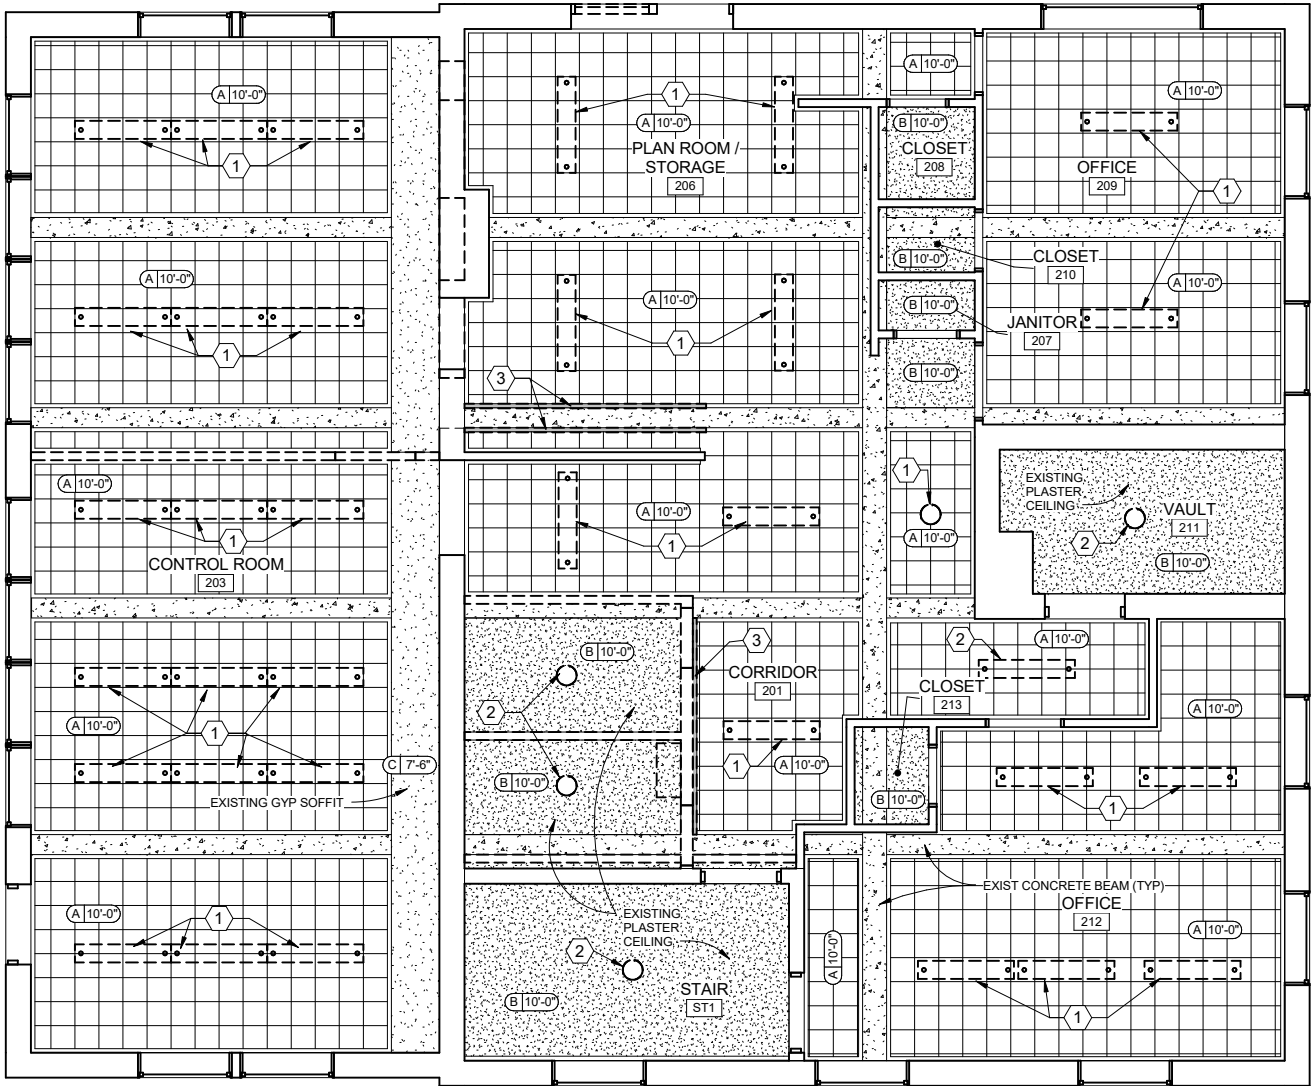 A 10'-0"
1
A 10'-0"
1
A 10'-0"
1
CONTROL ROOM
203
A 10'-0"
1
C 7'-6"
EXISTING GYP SOFFIT
A 10'-0"
1
1
A 10'-0"
PLAN ROOM /
STORAGE
206
A 10'-0"
1
3
A 10'-0"
1
B 10'-0"
2
B 10'-0"
3
CORRIDOR
201
1
A 10'-0"
EXISTING
PLASTER
CEILING
2
STAIR
ST1
B 10'-0"
A 10'-0"
A 10'-0"
B 10'-0"
CLOSET
208
B 10'-0"
CLOSET
210
B 10'-0"
JANITOR
207
B 10'-0"
A 10'-0"
OFFICE
209
1
A 10'-0"
1
A 10'-0"
EXISTING
PLASTER
CEILING
VAULT
211
2
B 10'-0"
2
A 10'-0"
CLOSET
213
B 10'-0"
A 10'-0"
1
EXIST CONCRETE BEAM (TYP)
OFFICE
212
A 10'-0"
1